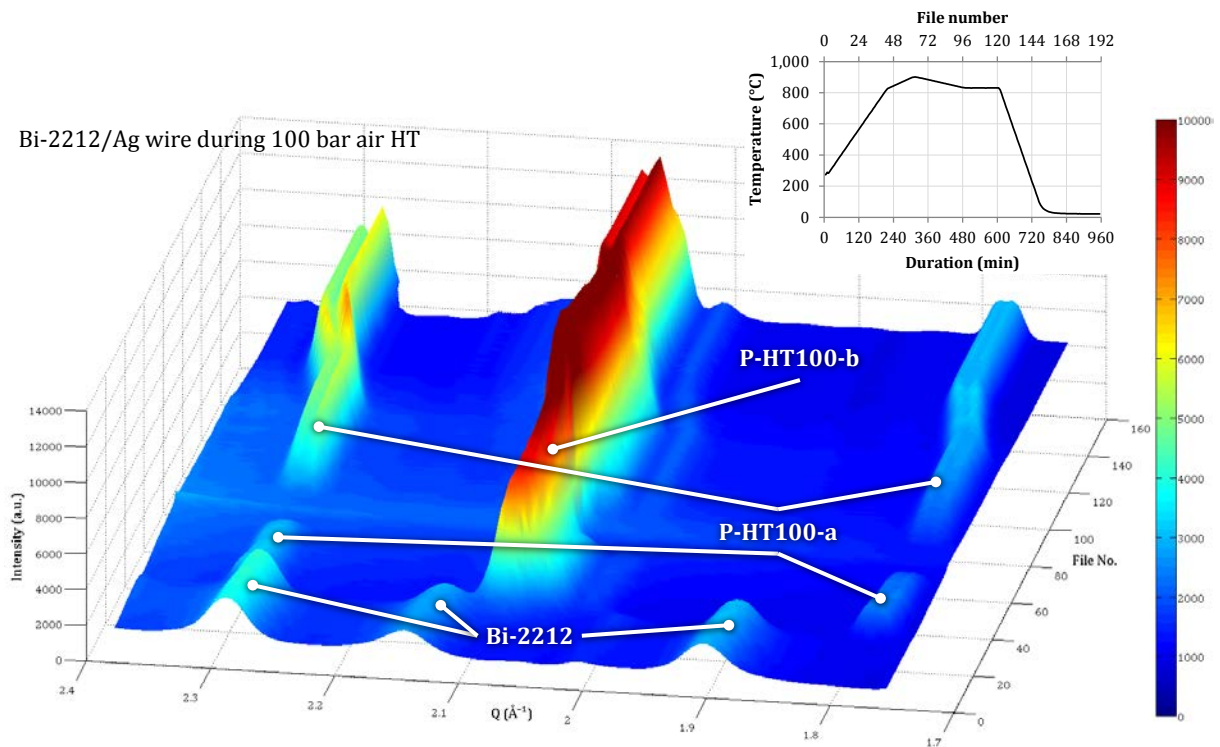 File number
0 24 48 72 96 120 144 168 192
Temperature (°C)
1,000
800
600
400
200
0
0 120 240 360 480 600 720 840 960
Duration (min)
Bi-2212/Ag wire during 100 bar air HT
10000
9000
8000
7000
6000
5000
4000
3000
2000
1000
0
P-HT100-b
P-HT100-a
Bi-2212
Intensity (a.u.)
14000
12000
10000
8000
6000
4000
2000
0
2.4 2.3 2.2 2.1 2 1.9 1.8 1.7
Q (Å⁻¹)
File No.
160
140
120
100
80
60
40
20
0